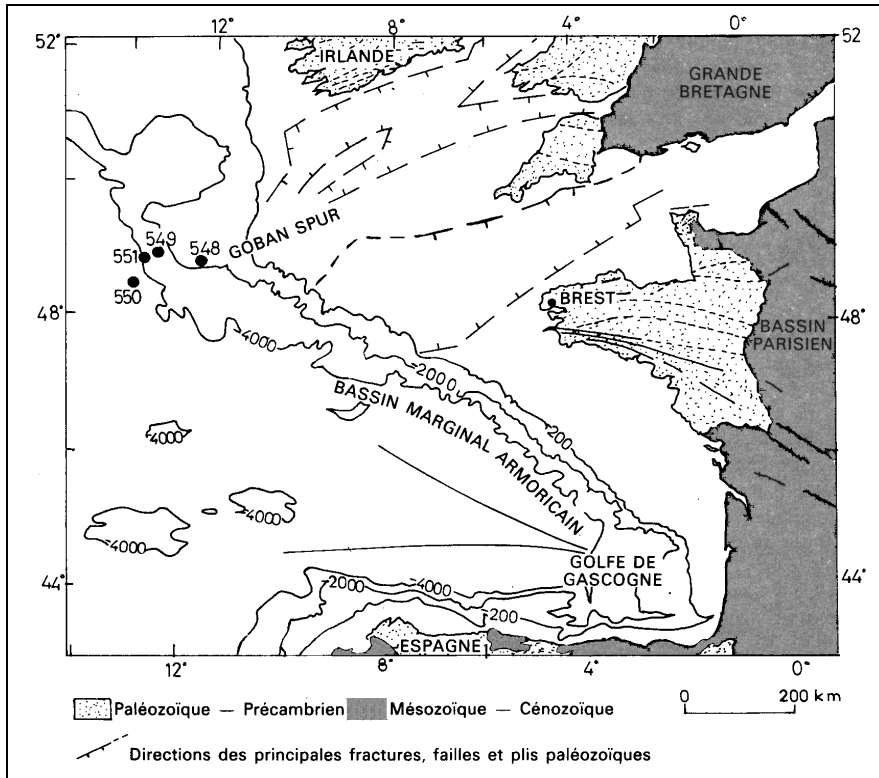 12° 8° 4° 0°
52° 52
IRLANDE
GRANDE
BRETAGNE
GOBAN SPUR
549
548
551
550
BREST
48° 48°
BASSIN
PARISIEN
-4000
-2000
BASSIN MARGINAL ARMORICAIN
200
-4000
-4000
-4000
GOLFE DE
GASCOGNE
44° 44°
-4000
-2000
200
ESPAGNE
12° 8° 4° 0°
Paléozoïque — Précambrien Mésozoïque — Cénozoïque
0 200 km
Directions des principales fractures, failles et plis paléozoïques